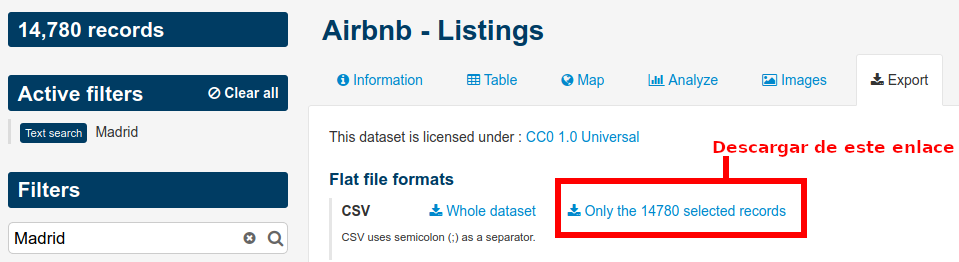 14,780 records
Active filters
Clear all
Text search Madrid
Filters
Madrid
Airbnb - Listings
Information
Table
Map
Analyze
Images
Export
This dataset is licensed under : CC0 1.0 Universal
Descargar de este enlace
Flat file formats
CSV
Whole dataset
Only the 14780 selected records
CSV uses semicolon (;) as a separator.